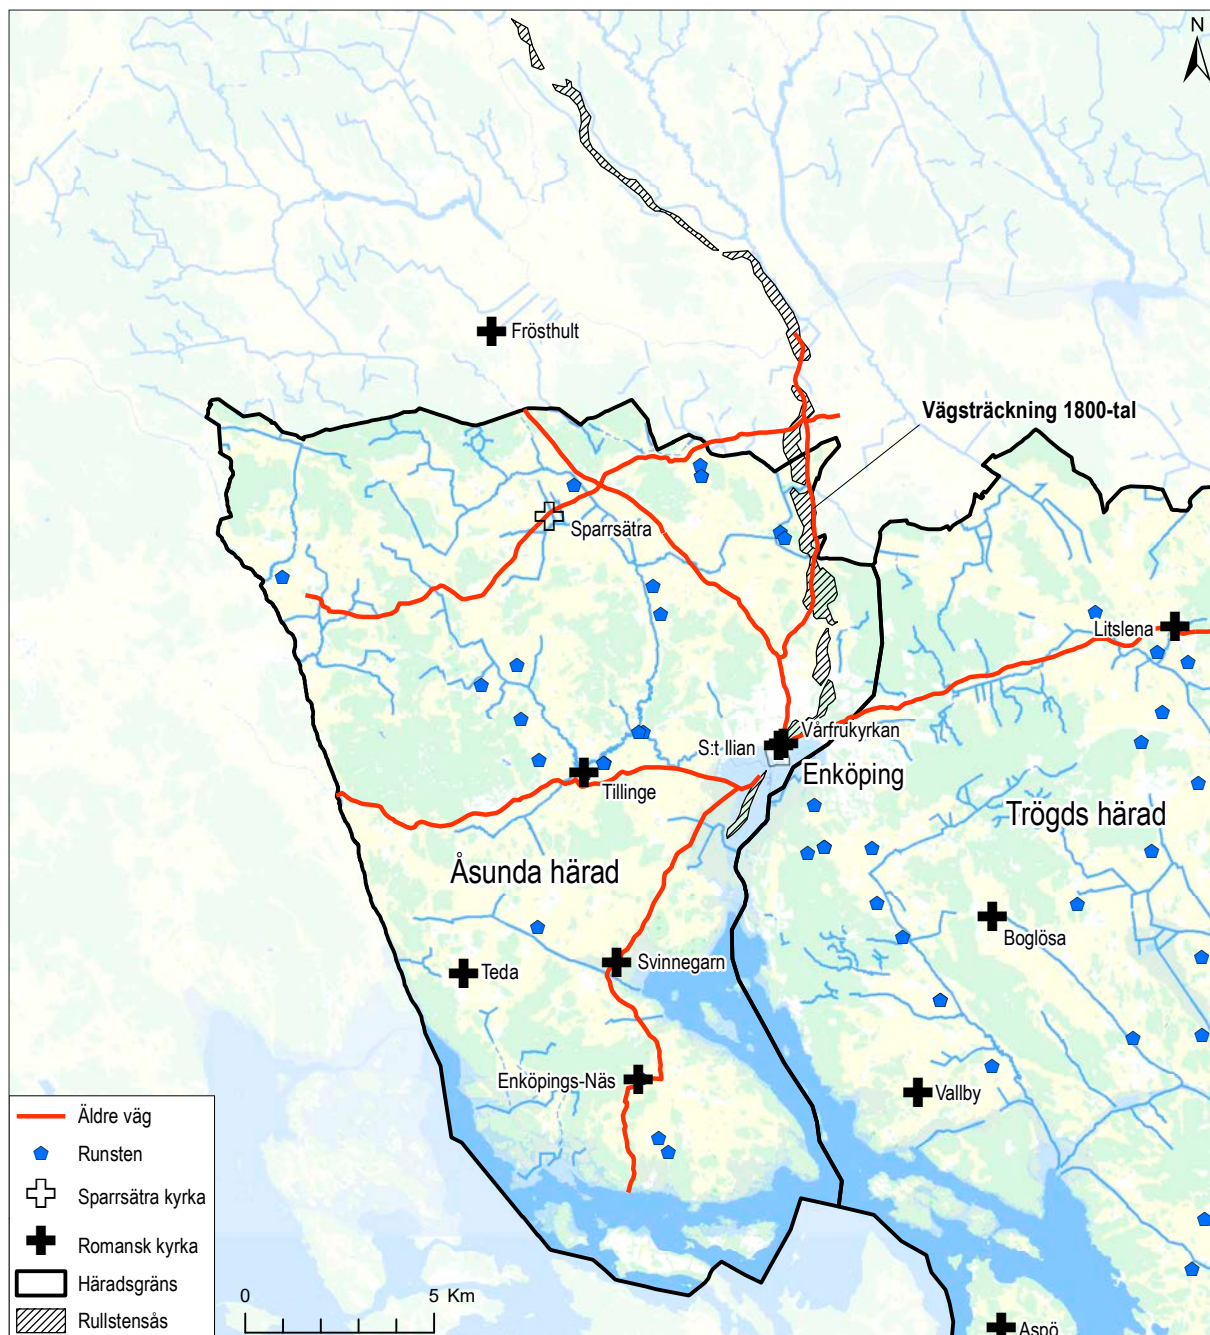 N
Frösthult
Vägsträckning 1800-tal
Sparrsätra
Litslena
Vårfrukyrkan
S:t Ilian
Enköping
Tillinge
Trögds härad
Åsunda härad
Boglösa
Svinnegarn
Teda
Enköpings-Näs
Vallby
Äldre väg
Runsten
Sparrsätra kyrka
Romansk kyrka
Häradsgräns
Rullstensås
0 5 Km
Aspö